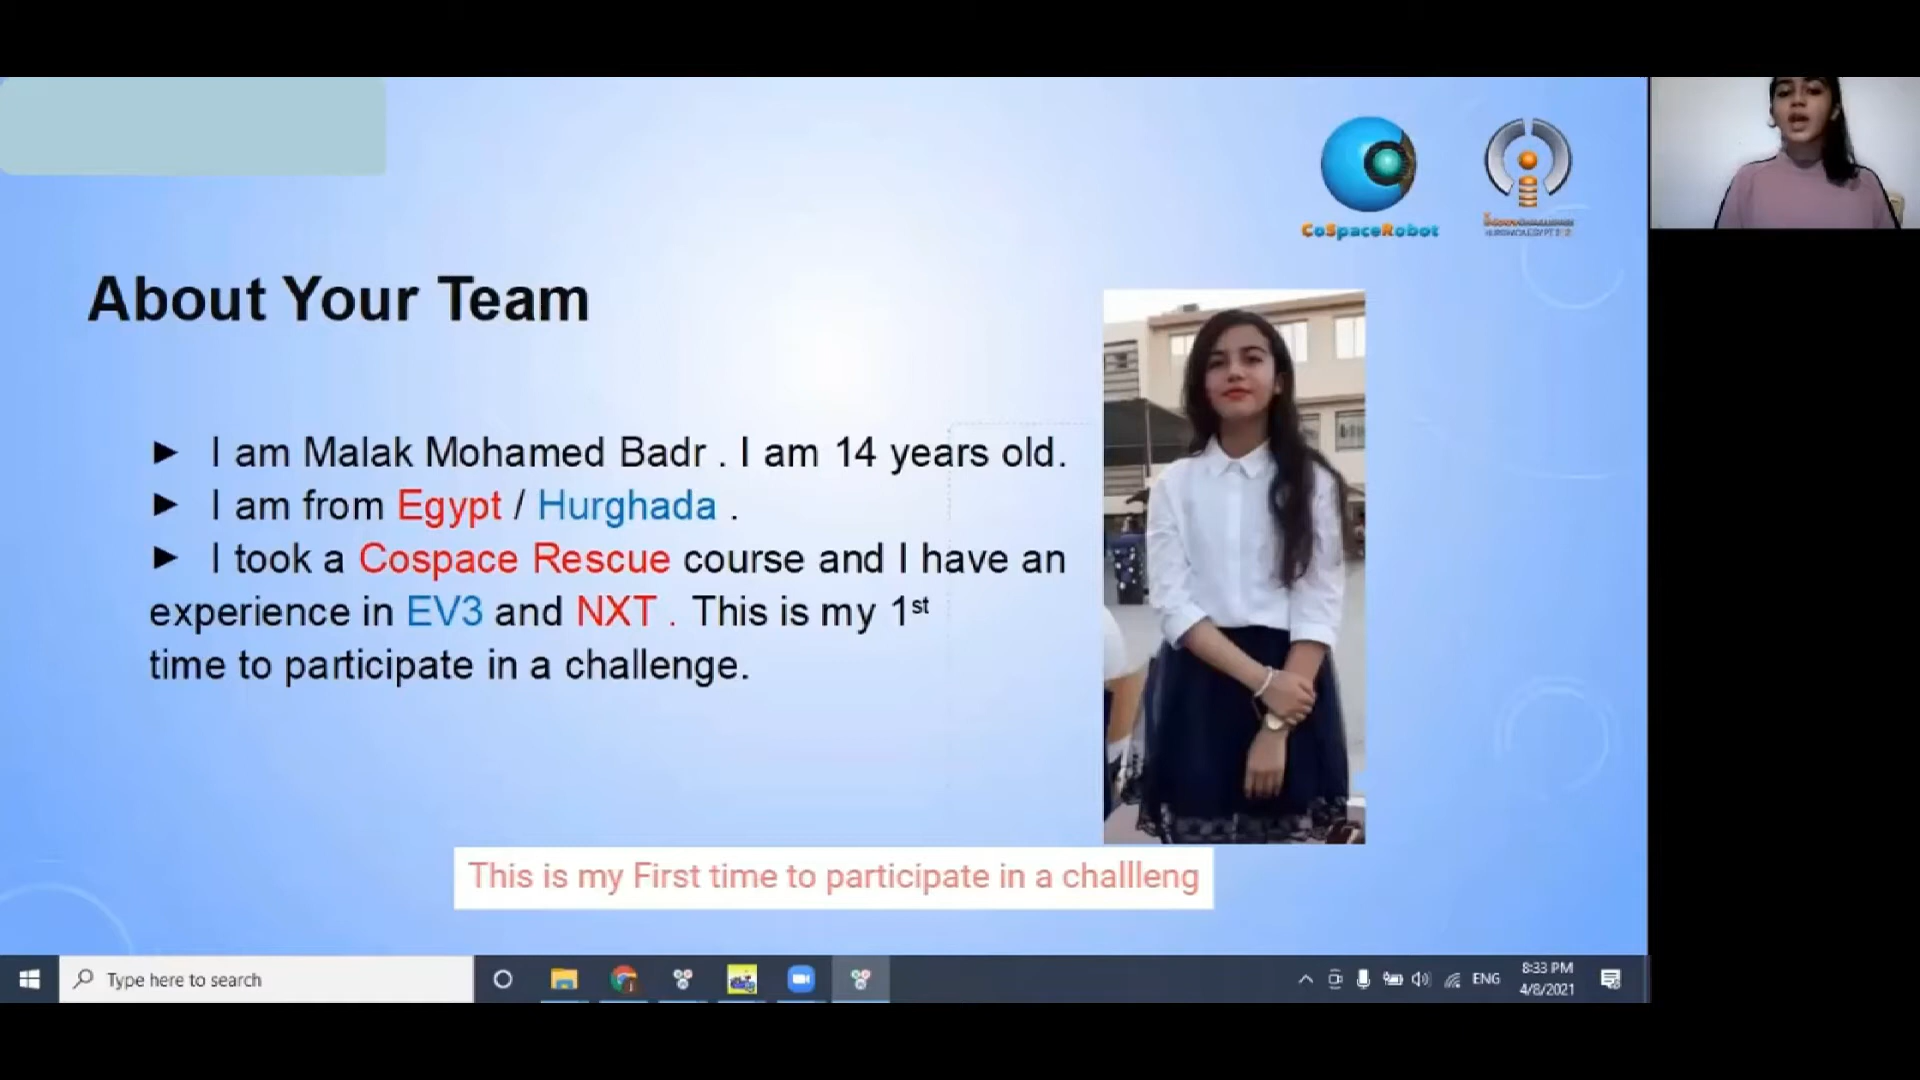 CoSpaceRobot
About Your Team
► I am Malak Mohamed Badr . I am 14 years old.
► I am from Egypt / Hurghada .
► I took a Cospace Rescue course and I have an
experience in EV3 and NXT . This is my 1st
time to participate in a challenge.
This is my First time to participate in a challleng
Type here to search
ENG
8:33 PM
4/8/2021